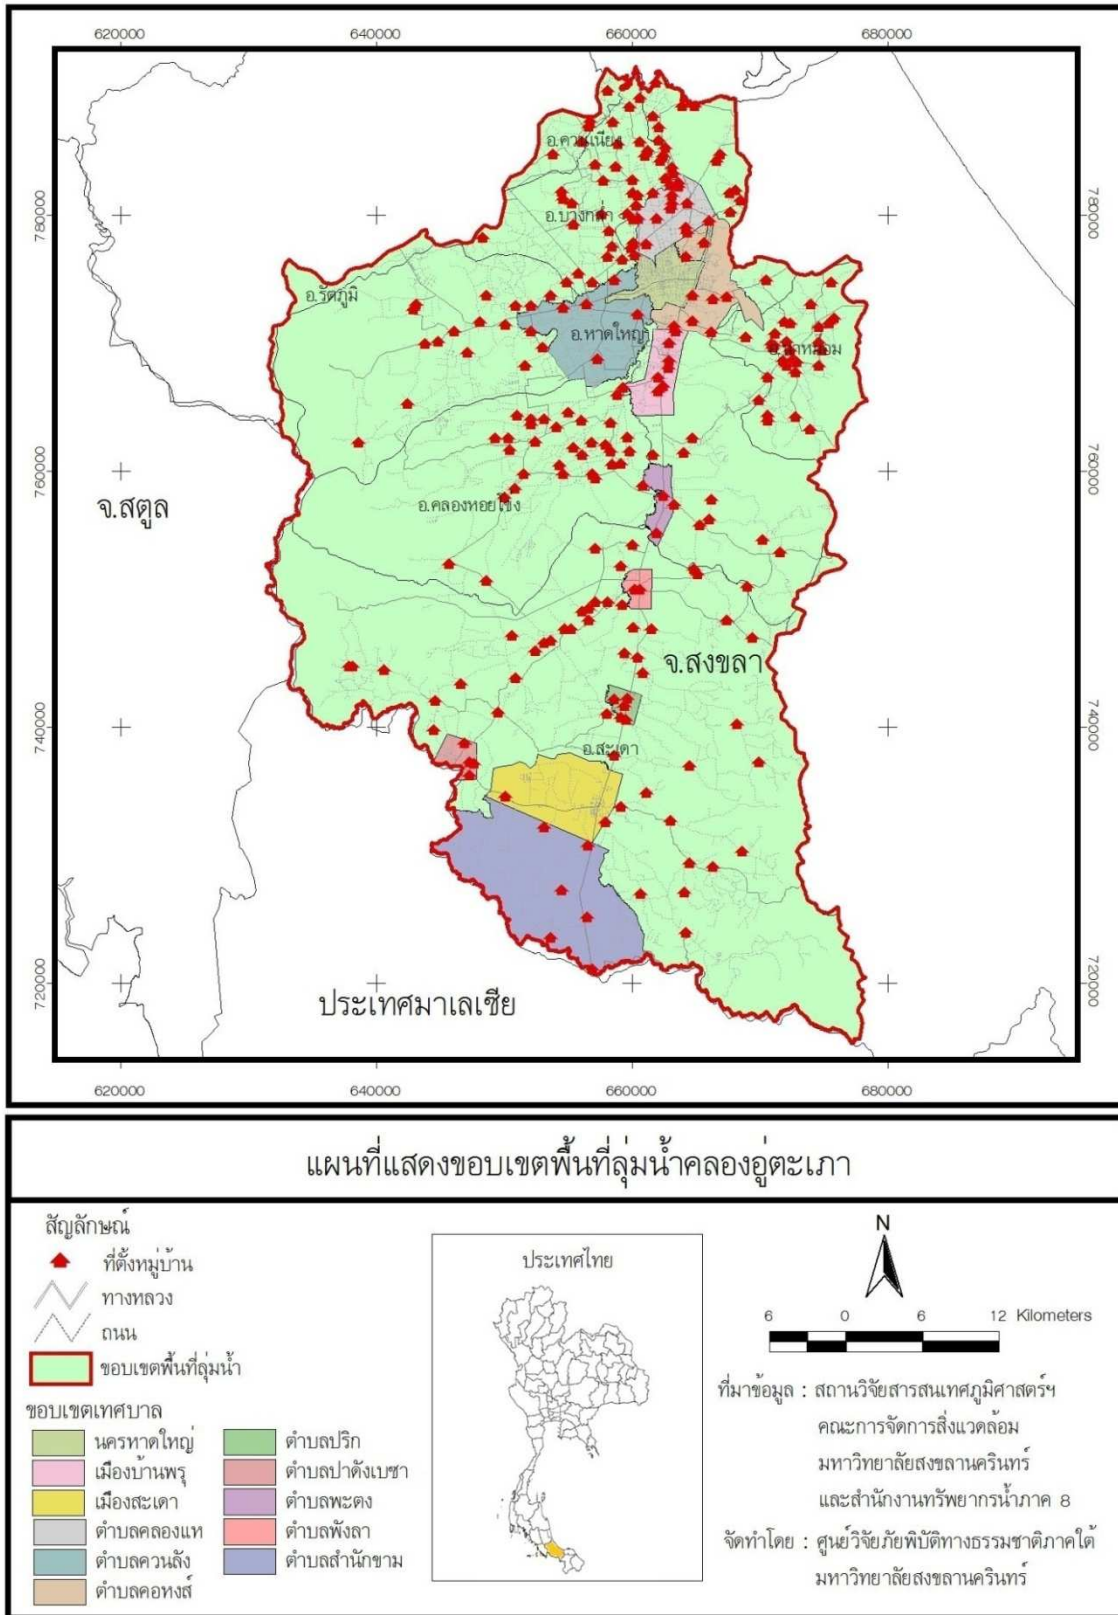 620000 640000 660000 680000
อ.ควนเนียง
780000 อ.บางกล่ำ 780000
อ.รัตภูมิ
อ.หาดใหญ่
760000 760000
จ.สตูล
อ.คลองหอยโข่ง
จ.สงขลา
740000 740000
อ.สะเดา
720000 720000
ประเทศมาเลเซีย
620000 640000 660000 680000
แผนที่แสดงขอบเขตพื้นที่ลุ่มน้ำคลองอู่ตะเภา
สัญลักษณ์
ที่ตั้งหมู่บ้าน
ทางหลวง
ถนน
ขอบเขตพื้นที่ลุ่มน้ำ
ขอบเขตเทศบาล
นครหาดใหญ่
เมืองบ้านพรุ
เมืองสะเดา
ตำบลคลองแห
ตำบลควนลัง
ตำบลคอหงส์
ตำบลปริก
ตำบลปาดังเบซา
ตำบลพะตง
ตำบลพังลา
ตำบลสำนักขาม
ประเทศไทย
N
6 0 6 12 Kilometers
ที่มาข้อมูล : สถานวิจัยสารสนเทศภูมิศาสตร์ฯ
คณะการจัดการสิ่งแวดล้อม
มหาวิทยาลัยสงขลานครินทร์
และสำนักงานทรัพยากรน้ำภาค 8
จัดทำโดย : ศูนย์วิจัยภัยพิบัติทางธรรมชาติภาคใต้
มหาวิทยาลัยสงขลานครินทร์